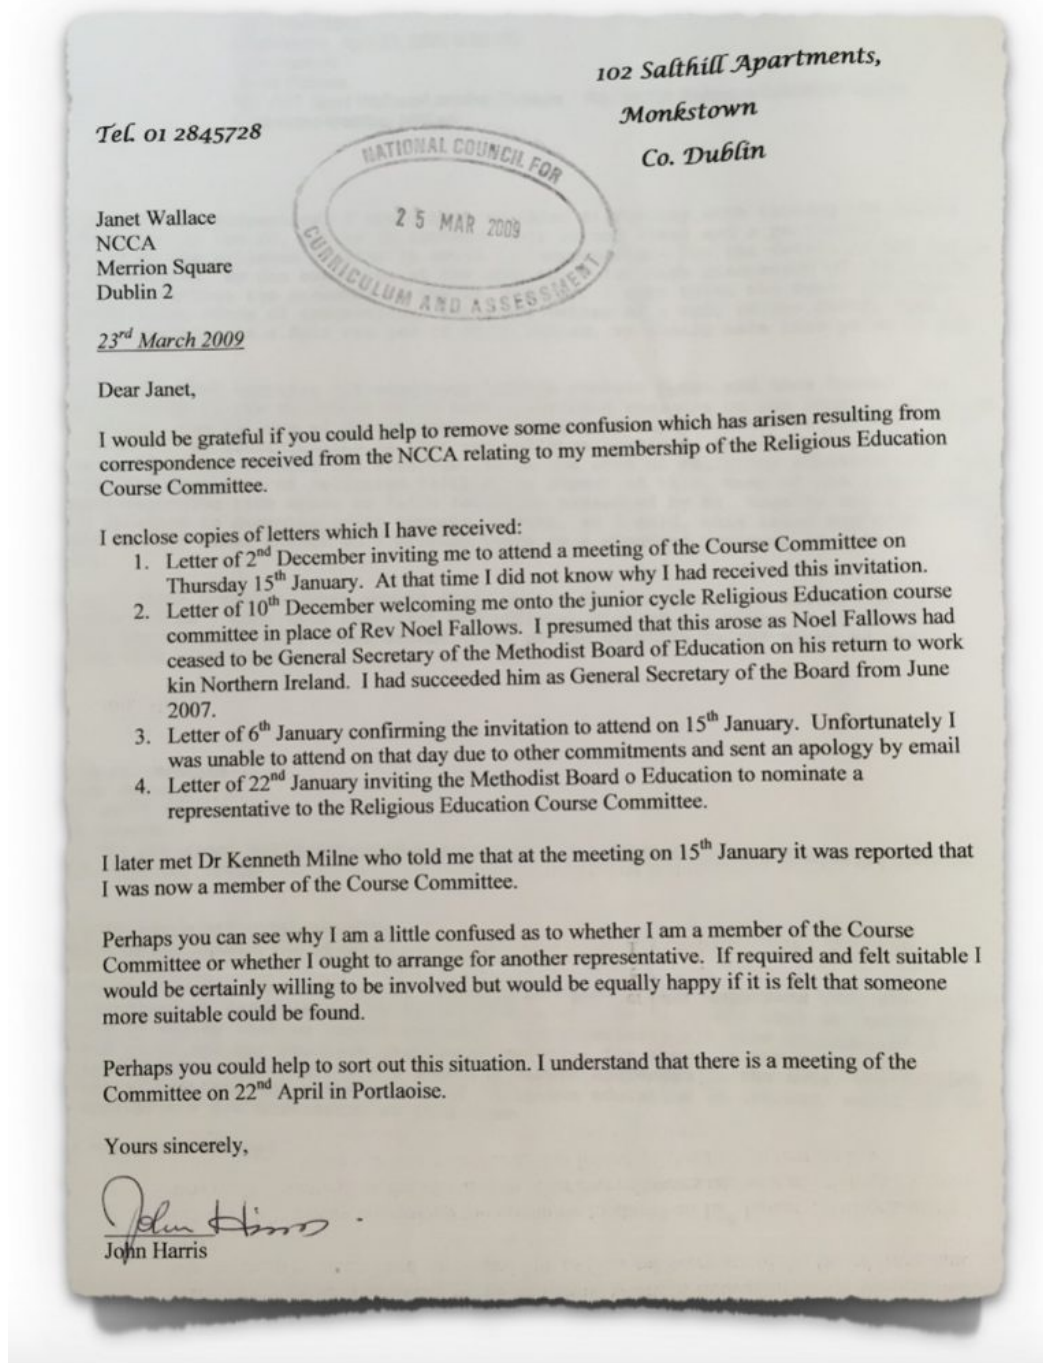 102 Salthill Apartments,
Monkstown
Co. Dublin
Tel. 01 2845728
NATIONAL COUNCIL FOR
25 MAR 2009
CURRICULUM AND ASSESSMENT
Janet Wallace
NCCA
Merrion Square
Dublin 2
23rd March 2009
Dear Janet,
I would be grateful if you could help to remove some confusion which has arisen resulting from
correspondence received from the NCCA relating to my membership of the Religious Education
Course Committee.
I enclose copies of letters which I have received:
1. Letter of 2nd December inviting me to attend a meeting of the Course Committee on
Thursday 15th January. At that time I did not know why I had received this invitation.
2. Letter of 10th December welcoming me onto the junior cycle Religious Education course
committee in place of Rev Noel Fallows. I presumed that this arose as Noel Fallows had
ceased to be General Secretary of the Methodist Board of Education on his return to work
kin Northern Ireland. I had succeeded him as General Secretary of the Board from June
2007.
3. Letter of 6th January confirming the invitation to attend on 15th January. Unfortunately I
was unable to attend on that day due to other commitments and sent an apology by email
4. Letter of 22nd January inviting the Methodist Board o Education to nominate a
representative to the Religious Education Course Committee.
I later met Dr Kenneth Milne who told me that at the meeting on 15th January it was reported that
I was now a member of the Course Committee.
Perhaps you can see why I am a little confused as to whether I am a member of the Course
Committee or whether I ought to arrange for another representative. If required and felt suitable I
would be certainly willing to be involved but would be equally happy if it is felt that someone
more suitable could be found.
Perhaps you could help to sort out this situation. I understand that there is a meeting of the
Committee on 22nd April in Portlaoise.
Yours sincerely,
John Harris
John Harris